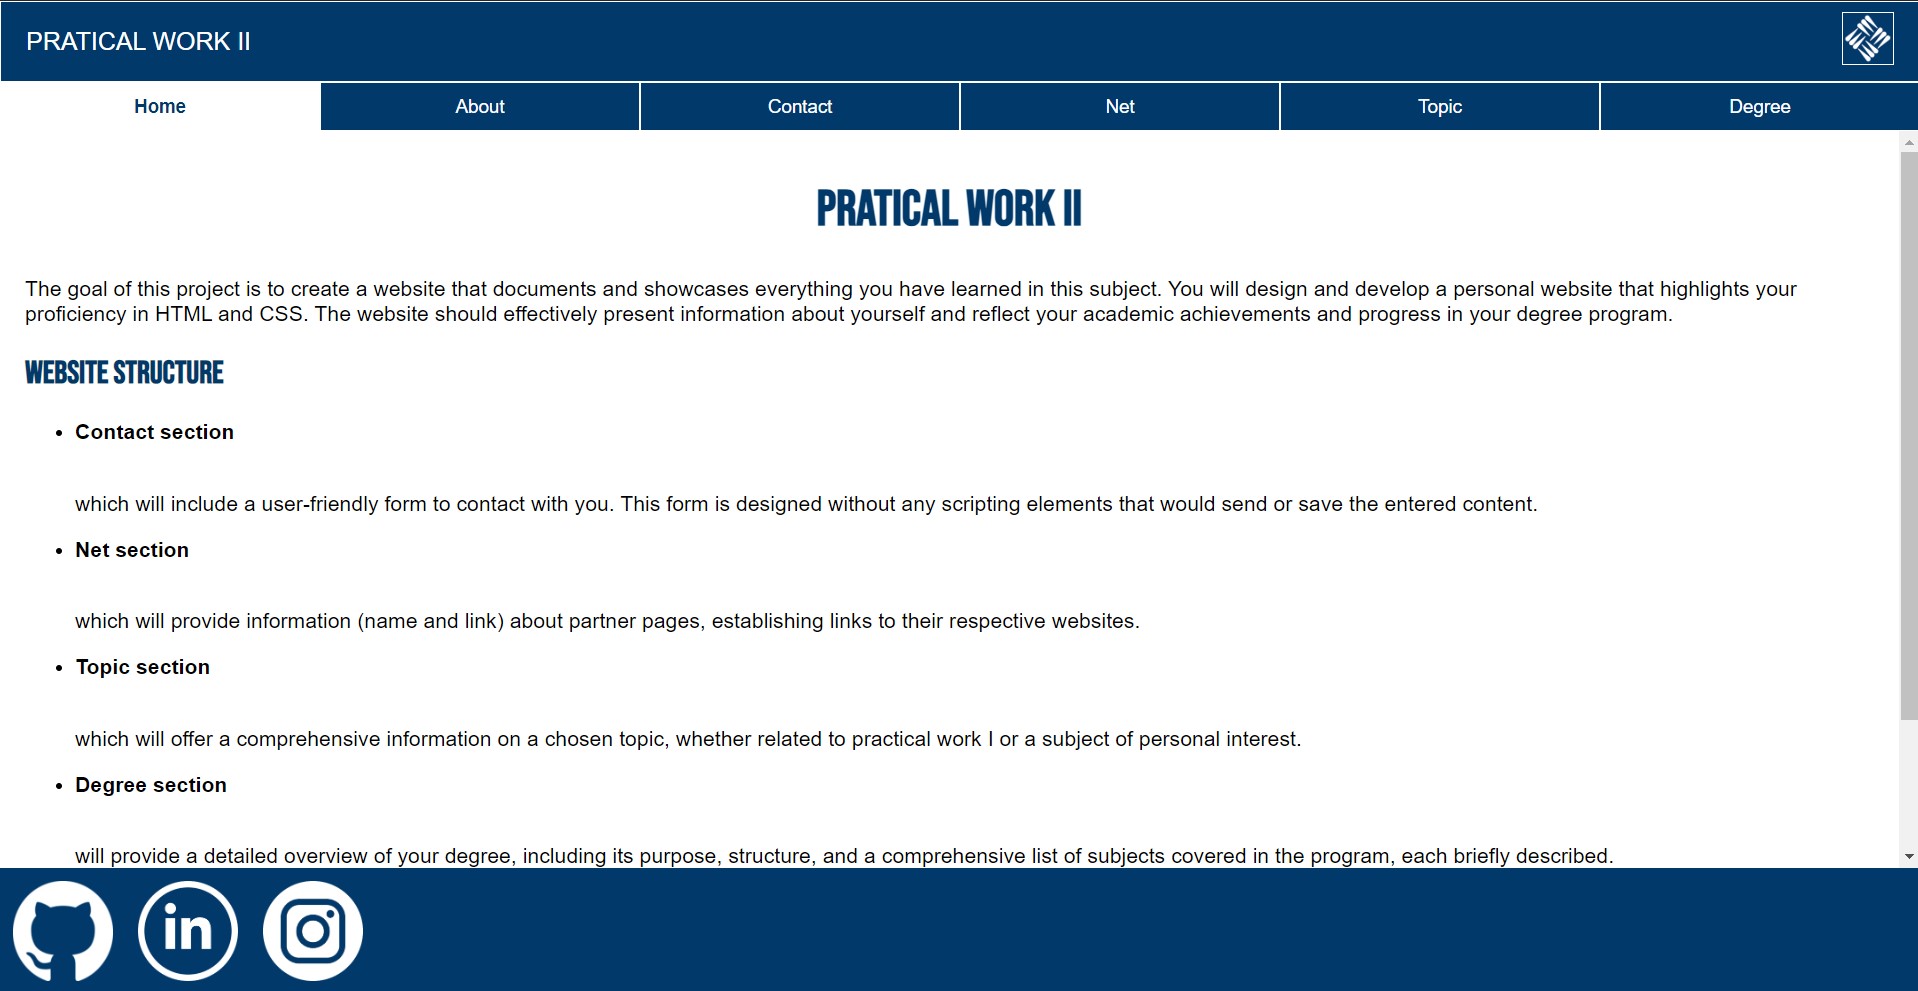 PRATICAL WORK II
Home About Contact Net Topic Degree
PRATICAL WORK II
The goal of this project is to create a website that documents and showcases everything you have learned in this subject. You will design and develop a personal website that highlights your
proficiency in HTML and CSS. The website should effectively present information about yourself and reflect your academic achievements and progress in your degree program.
WEBSITE STRUCTURE
• Contact section
which will include a user-friendly form to contact with you. This form is designed without any scripting elements that would send or save the entered content.
• Net section
which will provide information (name and link) about partner pages, establishing links to their respective websites.
• Topic section
which will offer a comprehensive information on a chosen topic, whether related to practical work I or a subject of personal interest.
• Degree section
will provide a detailed overview of your degree, including its purpose, structure, and a comprehensive list of subjects covered in the program, each briefly described.
in